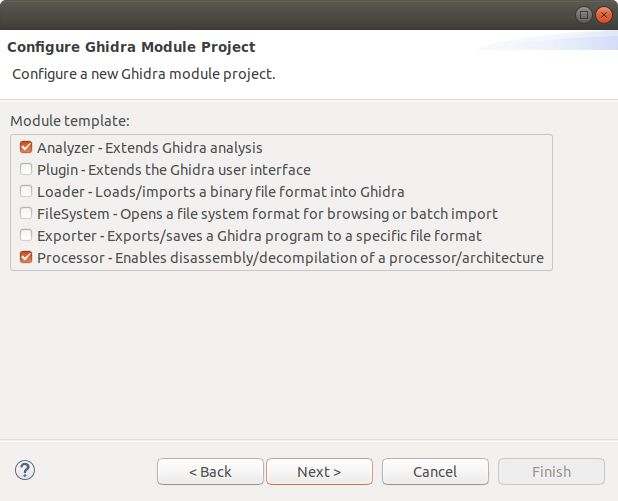 Configure Ghidra Module Project
Configure a new Ghidra module project.
Module template:
Analyzer - Extends Ghidra analysis
Plugin - Extends the Ghidra user interface
Loader - Loads/imports a binary file format into Ghidra
FileSystem - Opens a file system format for browsing or batch import
Exporter - Exports/saves a Ghidra program to a specific file format
Processor - Enables disassembly/decompilation of a processor/architecture
?
< Back
Next >
Cancel
Finish